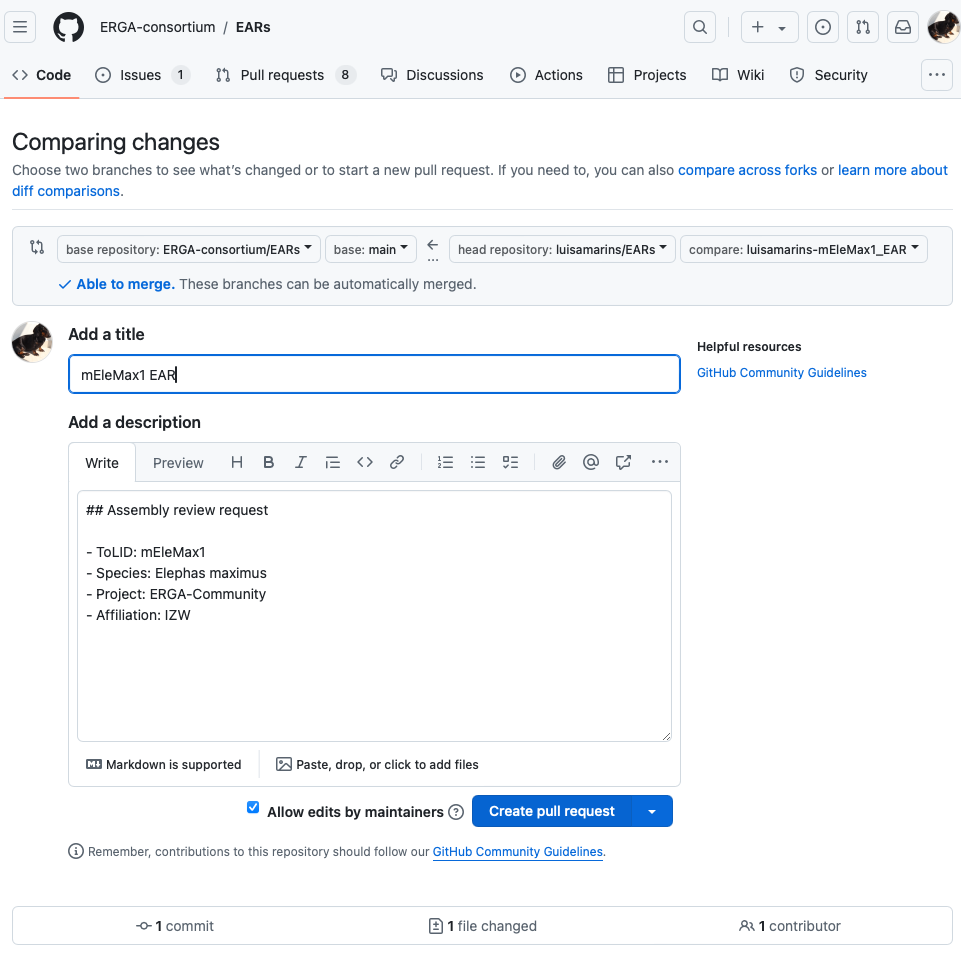 ERGA-consortium / EARs
Code Issues 1 Pull requests 8 Discussions Actions Projects Wiki Security
Comparing changes
Choose two branches to see what's changed or to start a new pull request. If you need to, you can also compare across forks or learn more about
diff comparisons.
base repository: ERGA-consortium/EARs base: main head repository: luisamarins/EARs compare: luisamarins-mEleMax1_EAR
Able to merge. These branches can be automatically merged.
Add a title
Helpful resources
mEleMax1 EAR
GitHub Community Guidelines
Add a description
Write Preview
## Assembly review request
- ToLID: mEleMax1
- Species: Elephas maximus
- Project: ERGA-Community
- Affiliation: IZW
Markdown is supported Paste, drop, or click to add files
Allow edits by maintainers Create pull request
Remember, contributions to this repository should follow our GitHub Community Guidelines.
1 commit 1 file changed 1 contributor